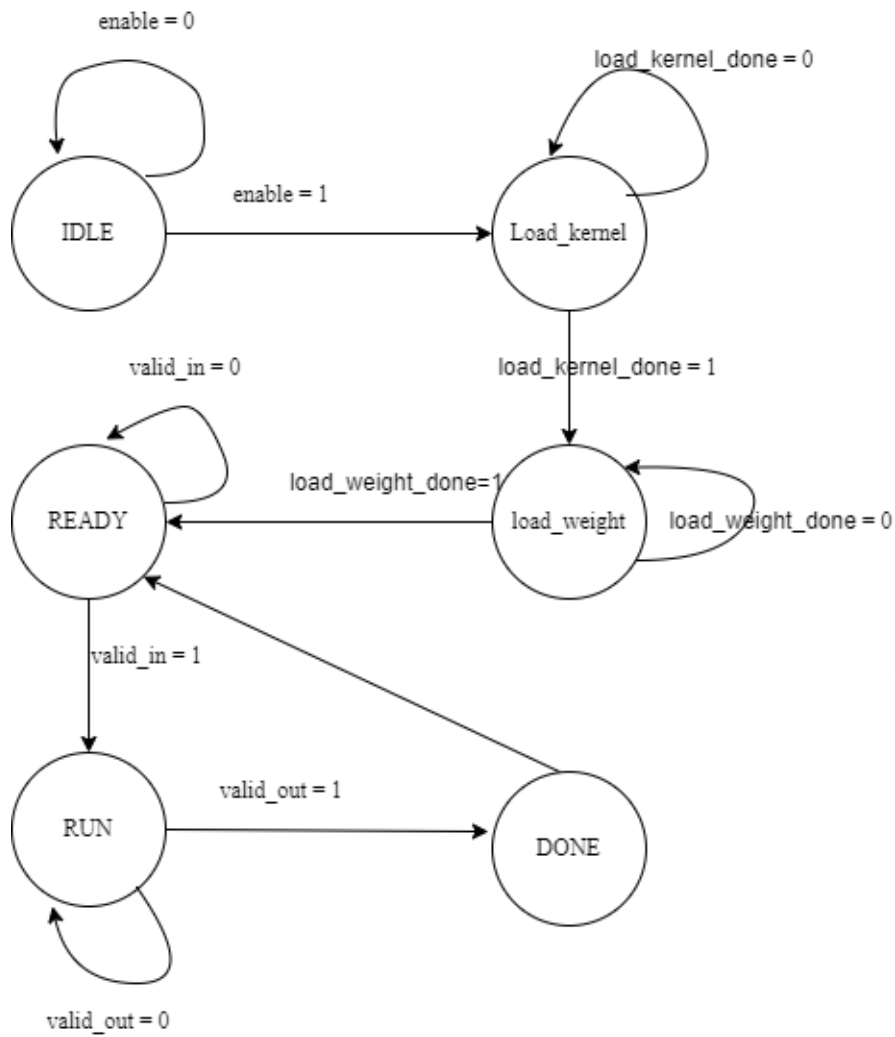 enable = 0
load_kernel_done = 0
enable = 1
IDLE
Load_kernel
valid_in = 0
load_kernel_done = 1
load_weight_done=1
READY
load_weight
load_weight_done = 0
valid_in = 1
valid_out = 1
RUN
DONE
valid_out = 0